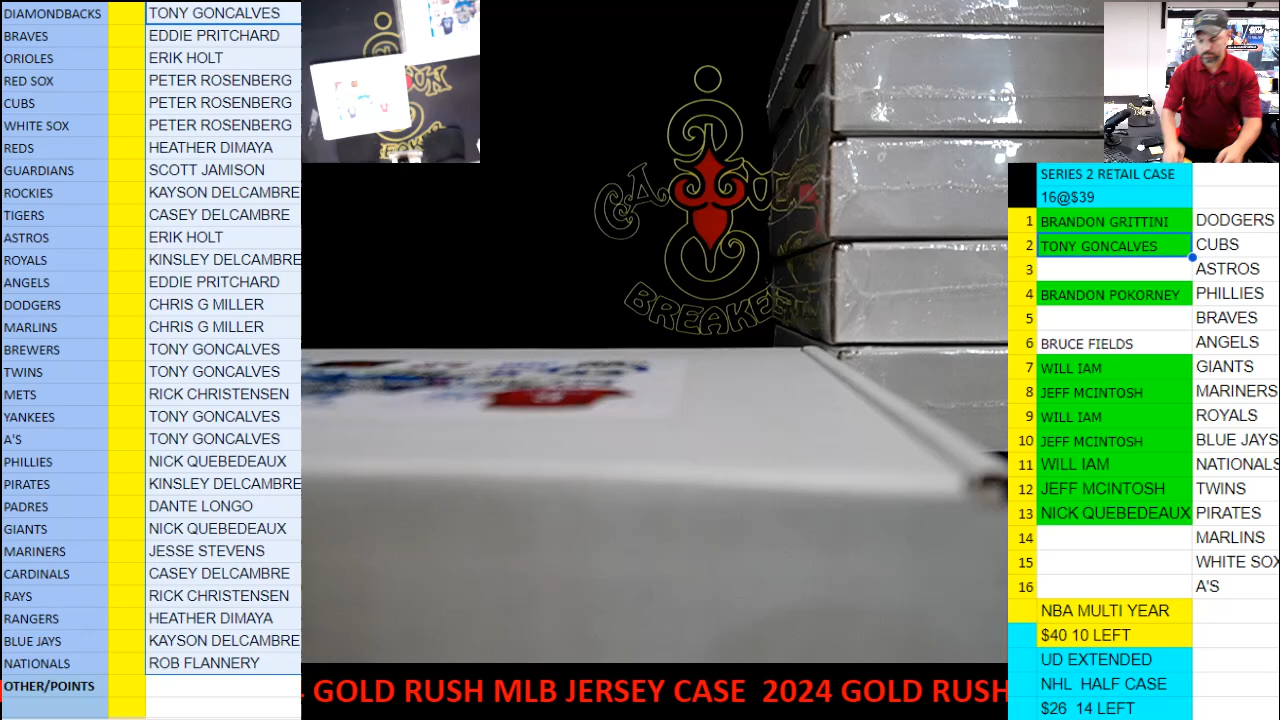 DIAMONDBACKS TONY GONCALVES
BRAVES EDDIE PRITCHARD
ORIOLES ERIK HOLT
RED SOX PETER ROSENBERG
CUBS PETER ROSENBERG
WHITE SOX PETER ROSENBERG
REDS HEATHER DIMAYA
GUARDIANS SCOTT JAMISON
ROCKIES KAYSON DELCAMBRE
TIGERS CASEY DELCAMBRE
ASTROS ERIK HOLT
ROYALS KINSLEY DELCAMBRE
ANGELS EDDIE PRITCHARD
DODGERS CHRIS G MILLER
MARLINS CHRIS G MILLER
BREWERS TONY GONCALVES
TWINS TONY GONCALVES
METS RICK CHRISTENSEN
YANKEES TONY GONCALVES
A'S TONY GONCALVES
PHILLIES NICK QUEBEDEAUX
PIRATES KINSLEY DELCAMBRE
PADRES DANTE LONGO
GIANTS NICK QUEBEDEAUX
MARINERS JESSE STEVENS
CARDINALS CASEY DELCAMBRE
RAYS RICK CHRISTENSEN
RANGERS HEATHER DIMAYA
BLUE JAYS KAYSON DELCAMBRE
NATIONALS ROB FLANNERY
OTHER/POINTS
BREAKE
GOLD RUSH MLB JERSEY CASE 2024 GOLD RUSH
SERIES 2 RETAIL CASE
16@$39
1 BRANDON GRITTINI DODGERS
2 TONY GONCALVES CUBS
3 ASTROS
4 BRANDON POKORNEY PHILLIES
5 BRAVES
6 BRUCE FIELDS ANGELS
7 WILL IAM GIANTS
8 JEFF MCINTOSH MARINERS
9 WILL IAM ROYALS
10 JEFF MCINTOSH BLUE JAYS
11 WILL IAM NATIONALS
12 JEFF MCINTOSH TWINS
13 NICK QUEBEDEAUX PIRATES
14 MARLINS
15 WHITE SOX
16 A'S
NBA MULTI YEAR
$40 10 LEFT
UD EXTENDED
NHL HALF CASE
$26 14 LEFT